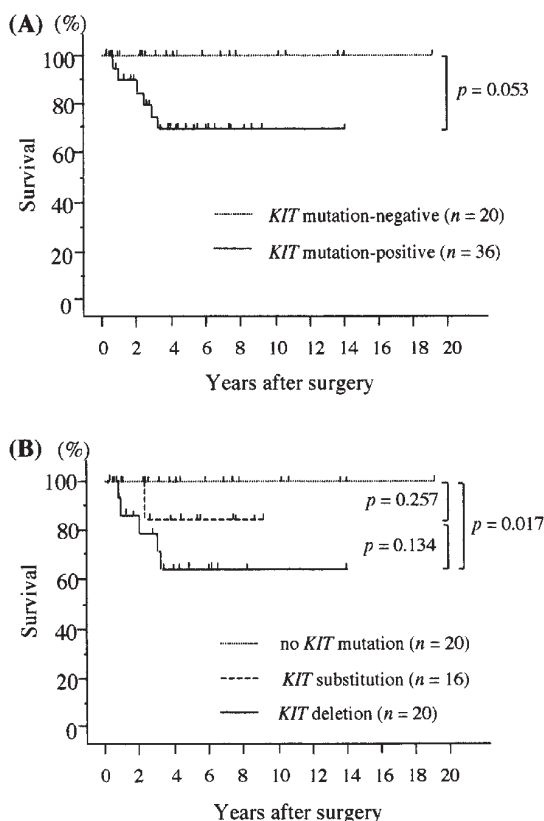 (A) (%)
100
80
60
40
20
0
Survival
p = 0.053
KIT mutation-negative (n = 20)
KIT mutation-positive (n = 36)
0 2 4 6 8 10 12 14 16 18 20
Years after surgery
(B) (%)
100
80
60
40
20
0
Survival
p = 0.257
p = 0.017
p = 0.134
no KIT mutation (n = 20)
KIT substitution (n = 16)
KIT deletion (n = 20)
0 2 4 6 8 10 12 14 16 18 20
Years after surgery